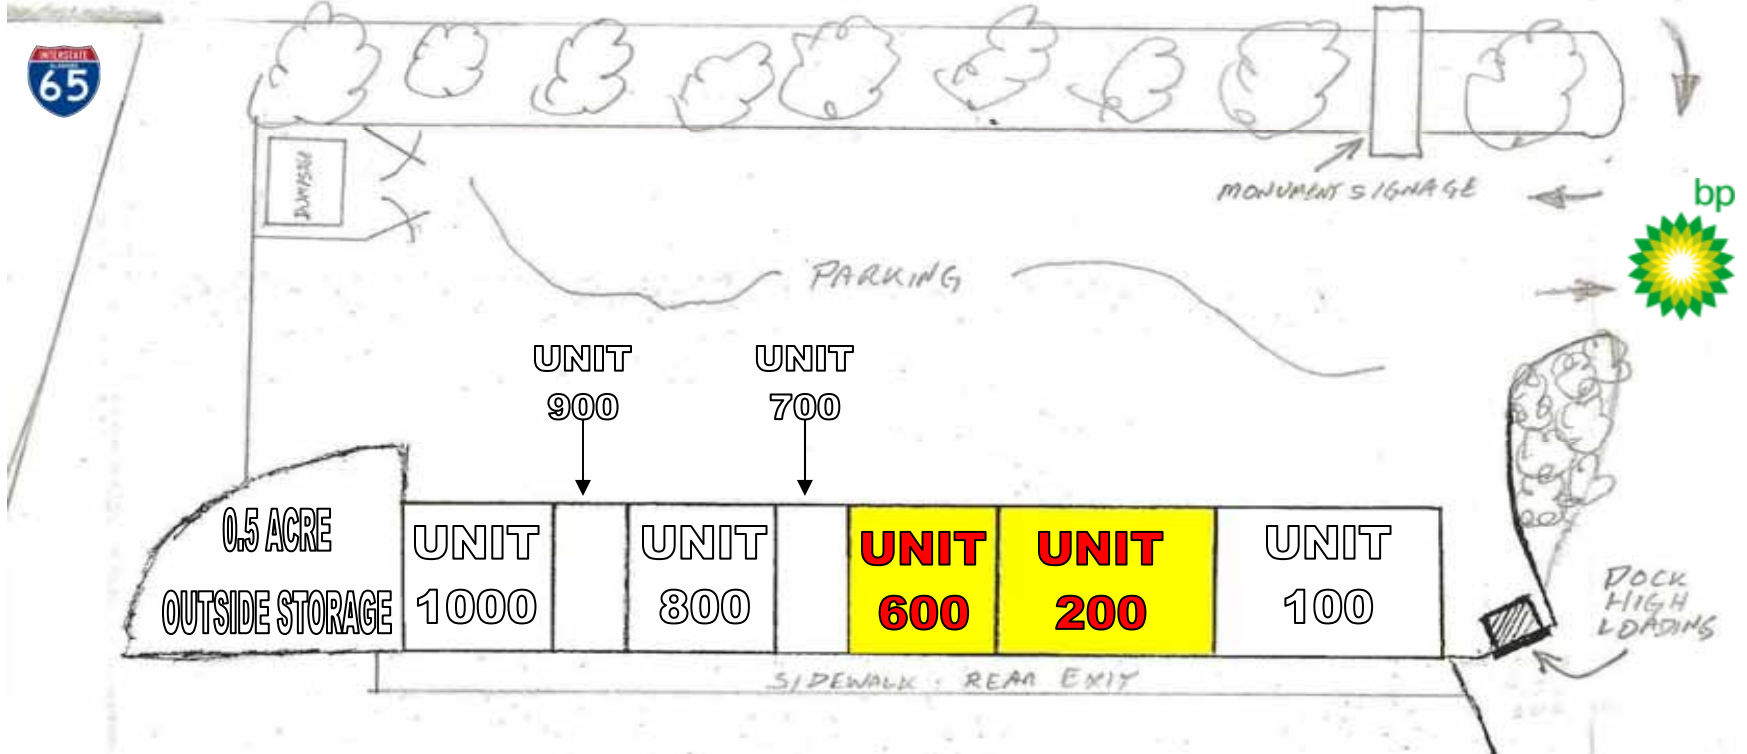 INTERSTATE
65
DUMPSTER
MONUMENT SIGNAGE
bp
PARKING
UNIT
900
UNIT
700
0.5 ACRE
OUTSIDE STORAGE
UNIT
1000
UNIT
800
UNIT
600
UNIT
200
UNIT
100
DOCK
HIGH
LOADING
SIDEWALK - REAR EXIT